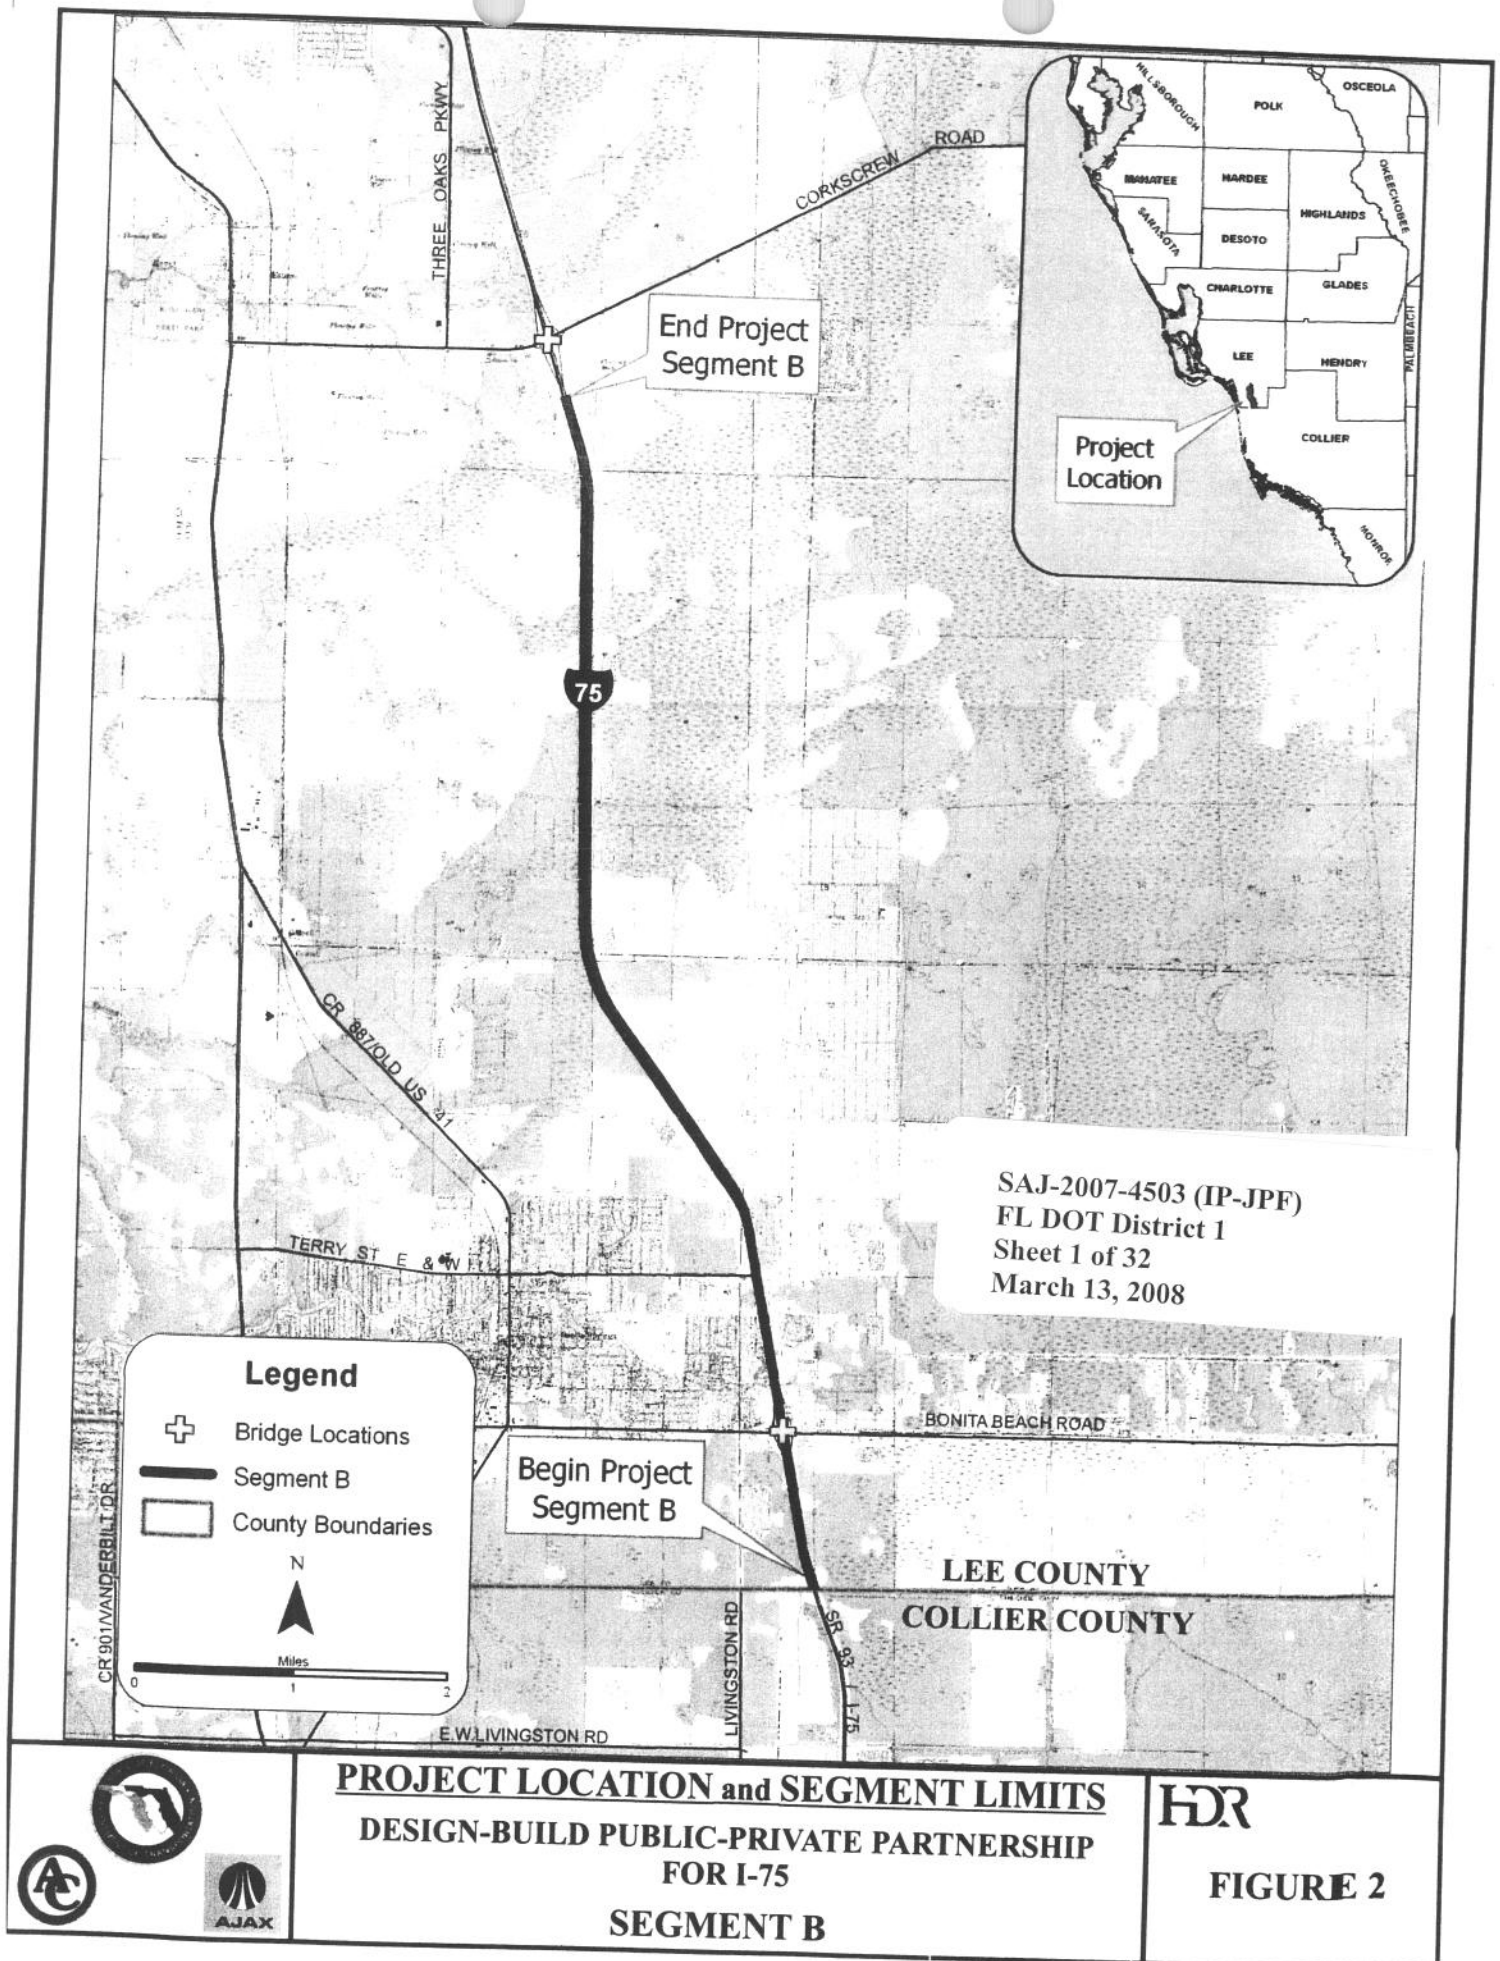 THREE OAKS PKWY
CORKSCREW ROAD
End Project
Segment B
HILLSBOROUGH
POLK
OSCEOLA
MANATEE
HARDEE
OKEECHOBEE
HIGHLANDS
SARASOTA
DESOTO
CHARLOTTE
GLADES
PALMBEACH
LEE
HENDRY
COLLIER
MONROE
Project
Location
75
CR 887/OLD US 41
TERRY ST E & W
SAJ-2007-4503 (IP-JPF)
FL DOT District 1
Sheet 1 of 32
March 13, 2008
BONITA BEACH ROAD
Begin Project
Segment B
Legend
Bridge Locations
Segment B
County Boundaries
N
Miles
0 1 2
CR 901/VANDERBILT DR
LEE COUNTY
COLLIER COUNTY
SR 93 / I-75
LIVINGSTON RD
E.W.LIVINGSTON RD
PROJECT LOCATION and SEGMENT LIMITS
DESIGN-BUILD PUBLIC-PRIVATE PARTNERSHIP
FOR I-75
SEGMENT B
HDR
FIGURE 2
AC
AJAX